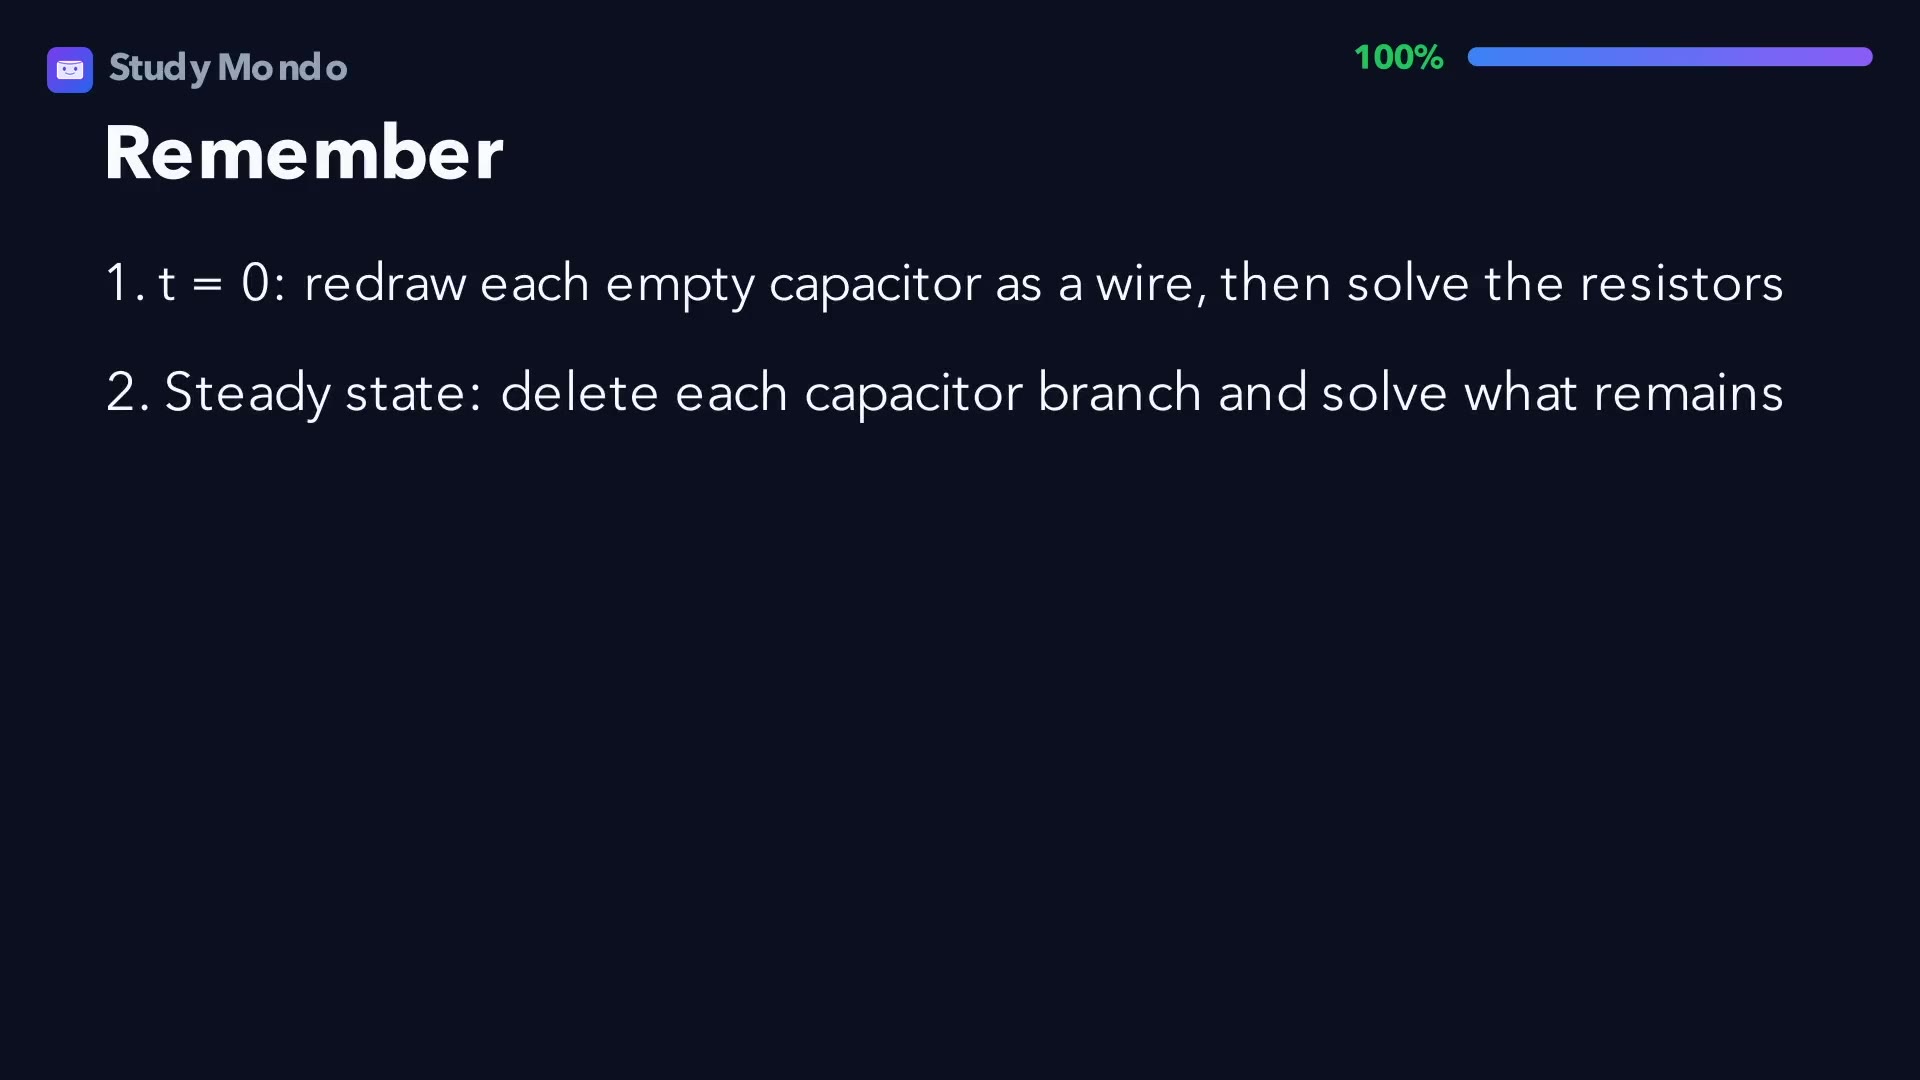 Study Mondo
100%
Remember
1. t = 0: redraw each empty capacitor as a wire, then solve the resistors
2. Steady state: delete each capacitor branch and solve what remains